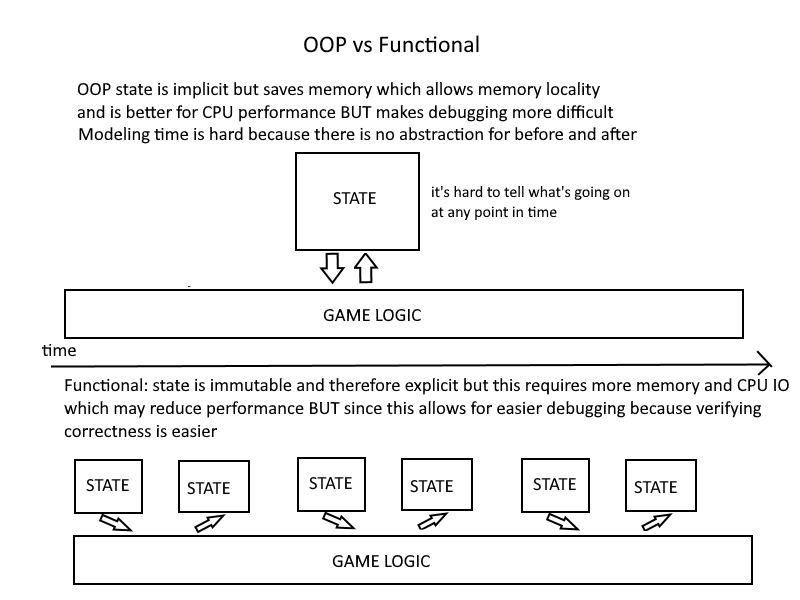 OOP vs Functional
OOP state is implicit but saves memory which allows memory locality
and is better for CPU performance BUT makes debugging more difficult
Modeling time is hard because there is no abstraction for before and after
STATE
it's hard to tell what's going on
at any point in time
GAME LOGIC
time
Functional: state is immutable and therefore explicit but this requires more memory and CPU IO
which may reduce performance BUT since this allows for easier debugging because verifying
correctness is easier
STATE
STATE
STATE
STATE
STATE
STATE
GAME LOGIC